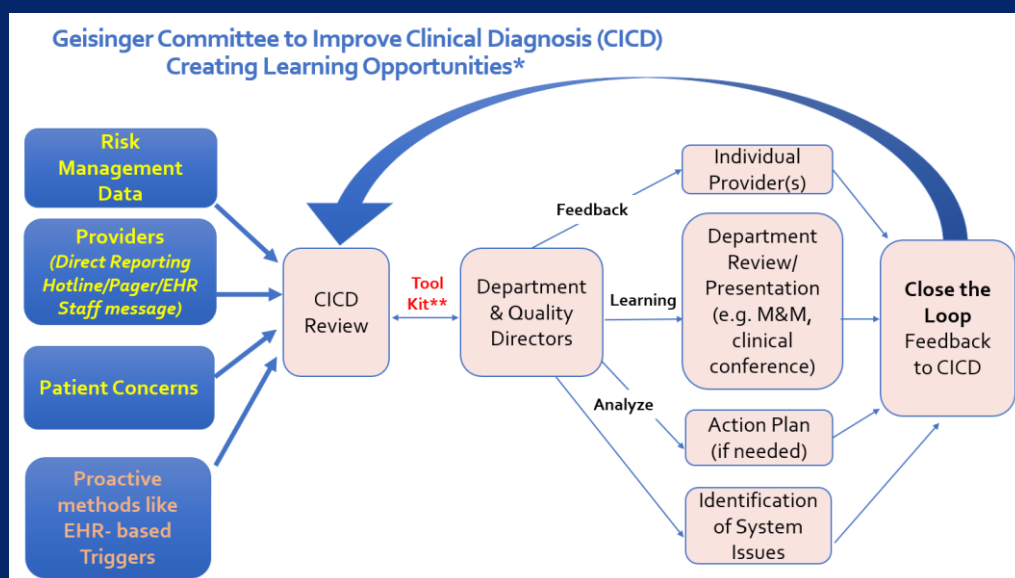 Geisinger Committee to Improve Clinical Diagnosis (CICD)
Creating Learning Opportunities*
Risk
Management
Data
Providers
(Direct Reporting
Hotline/Pager/EHR
Staff message)
Patient Concerns
Proactive
methods like
EHR- based
Triggers
CICD
Review
Tool
Kit**
Department
& Quality
Directors
Feedback
Learning
Analyze
Individual
Provider(s)
Department
Review/
Presentation
(e.g. M&M,
clinical
conference)
Action Plan
(if needed)
Identification
of System
Issues
Close the
Loop
Feedback
to CICD